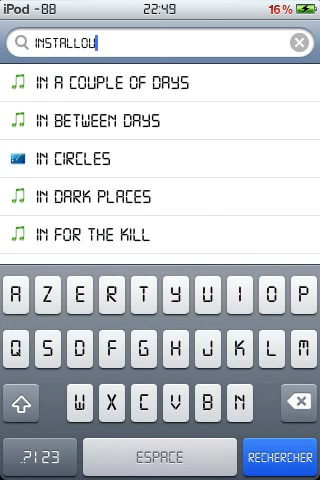 iPod -88 22:49 16%
INSTALLOU
IN A COUPLE OF DAYS
IN BETWEEN DAYS
IN CIRCLES
IN DARK PLACES
IN FOR THE KILL
A Z E R T Y U I O P
Q S D F G H J K L M
W X C V B N
.?123 ESPACE RECHERCHER